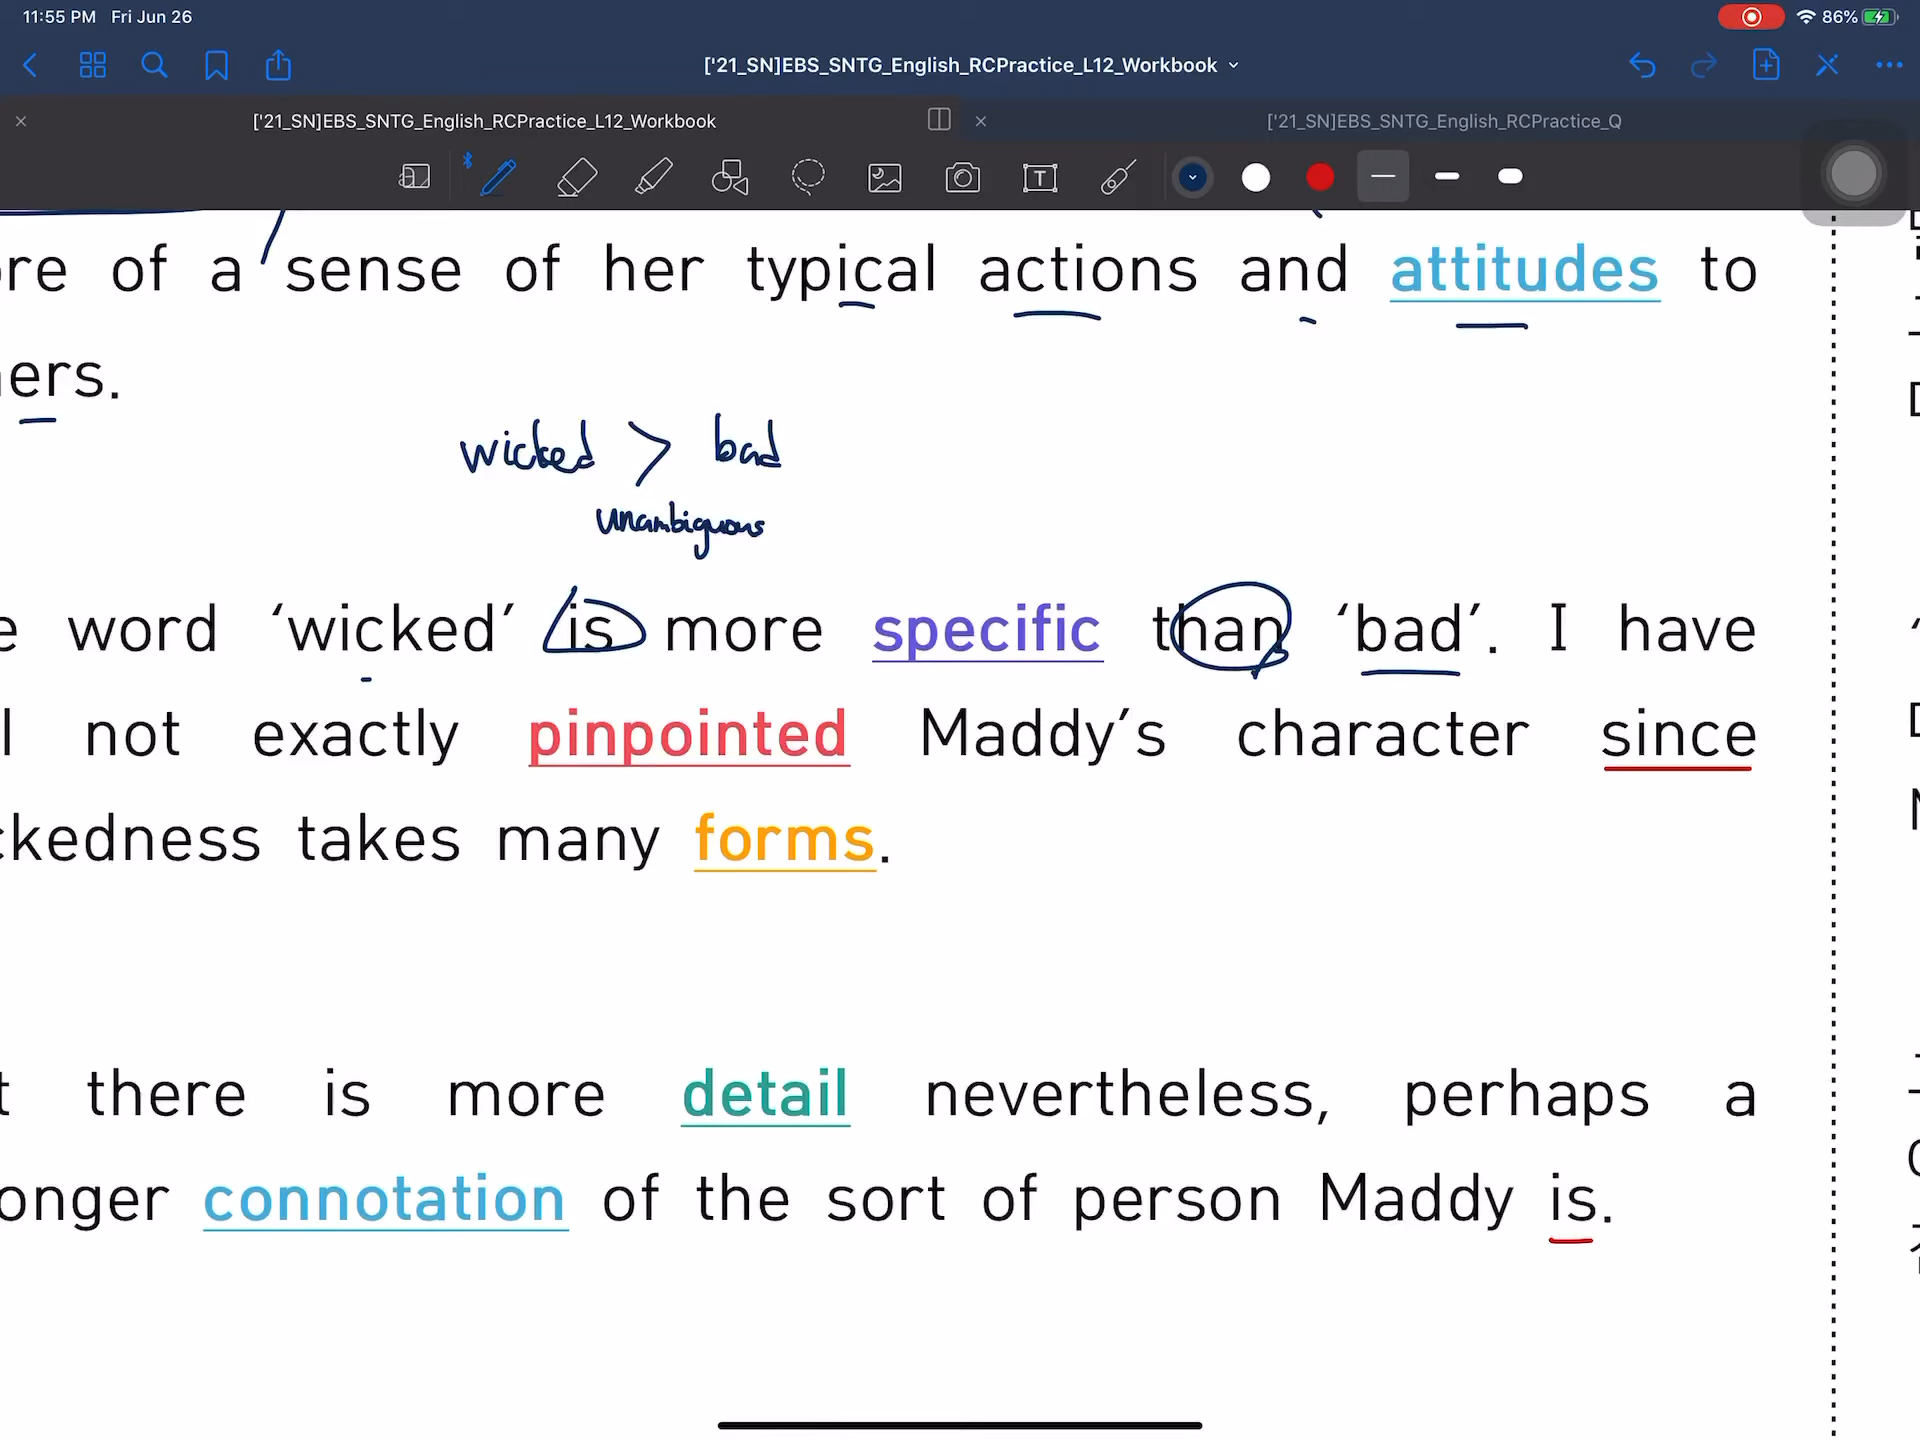 11:55 PM Fri Jun 26
86%
['21_SN]EBS_SNTG_English_RCPractice_L12_Workbook
['21_SN]EBS_SNTG_English_RCPractice_L12_Workbook
['21_SN]EBS_SNTG_English_RCPractice_Q
re of a sense of her typical actions and attitudes to
ers.
wicked > bad
unambiguous
e word ‘wicked’ is more specific than ‘bad’. I have
l not exactly pinpointed Maddy’s character since
ckedness takes many forms.
t there is more detail nevertheless, perhaps a
onger connotation of the sort of person Maddy is.